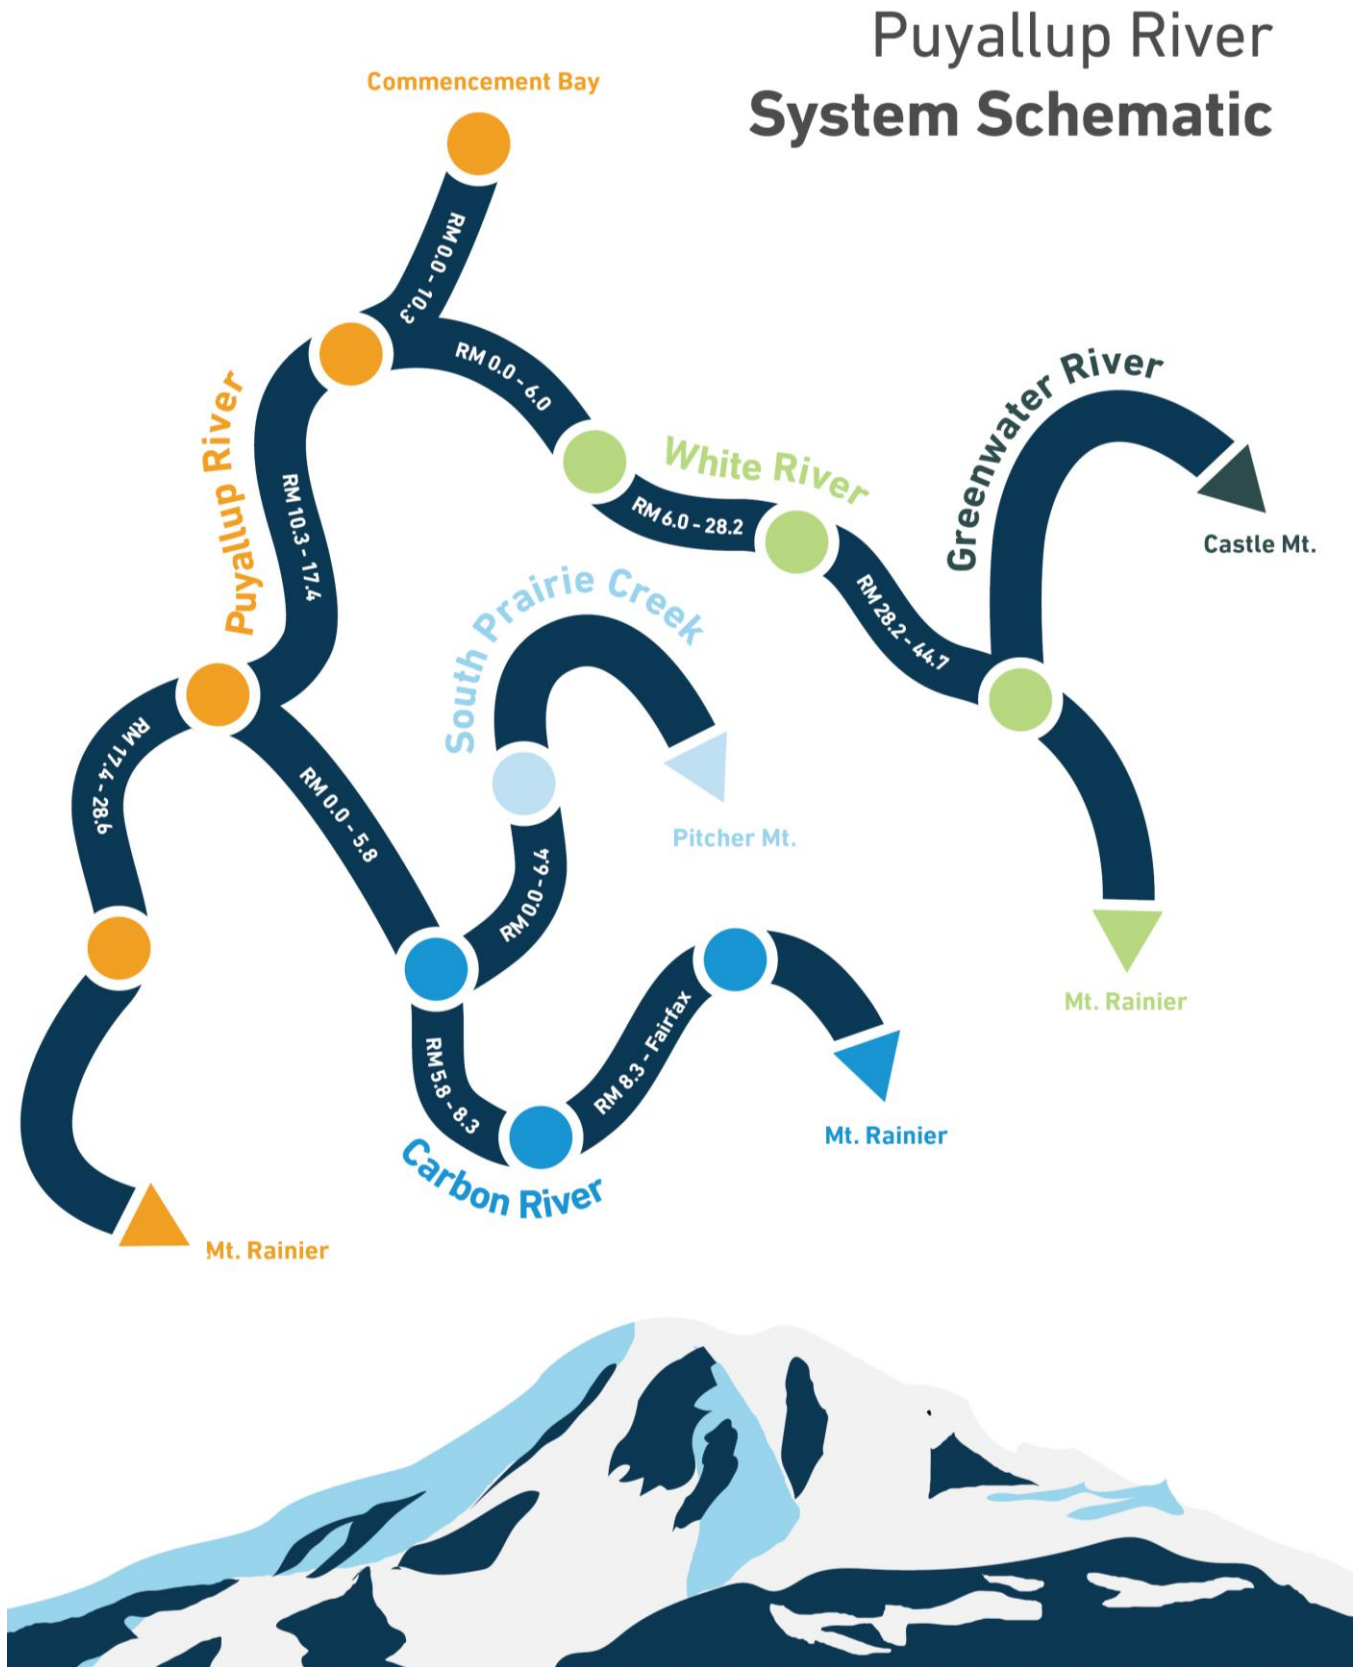 Puyallup River
System Schematic
Commencement Bay
RM 0.0 - 10.3
RM 0.0 - 6.0
Puyallup River
RM 10.3 - 17.4
White River
RM 6.0 - 28.2
Greenwater River
Castle Mt.
RM 28.2 - 44.7
South Prairie Creek
RM 17.4 - 28.6
RM 0.0 - 5.8
Pitcher Mt.
RM 0.0 - 6.4
Mt. Rainier
RM 8.3 - Fairfax
RM 5.8 - 8.3
Mt. Rainier
Carbon River
Mt. Rainier